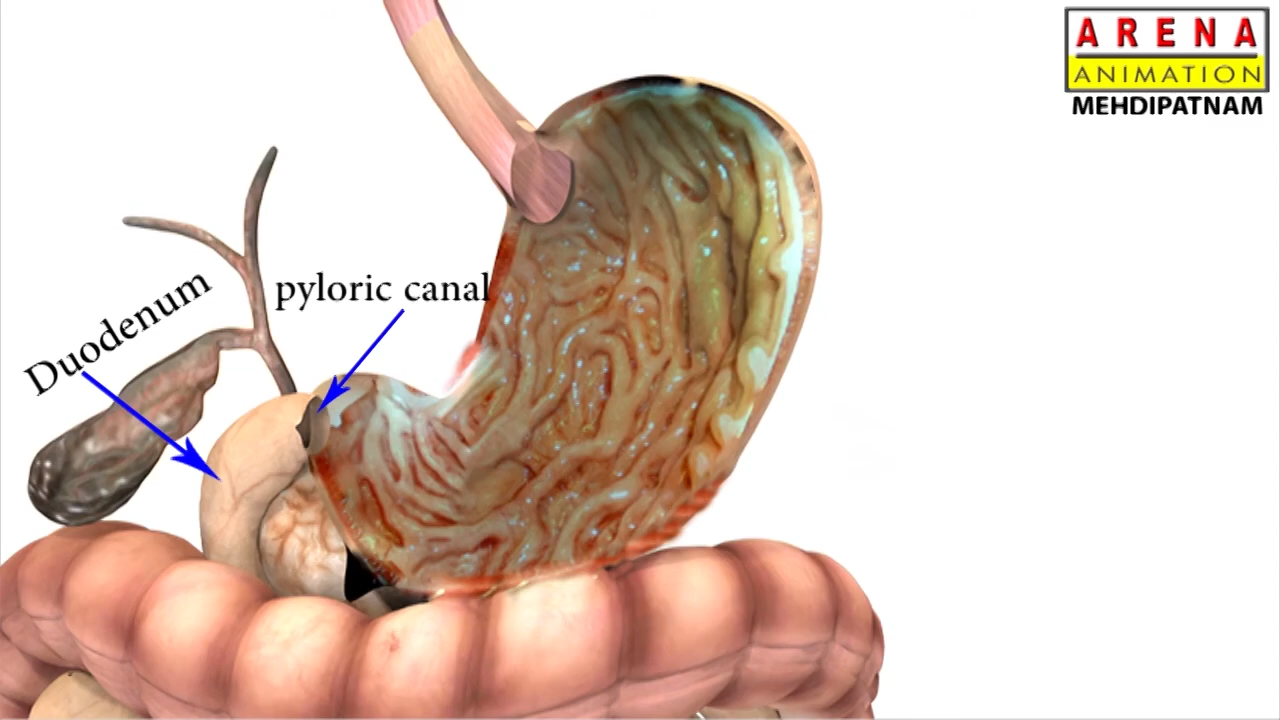 ARENA
ANIMATION
MEHDIPATNAM
pyloric canal
Duodenum